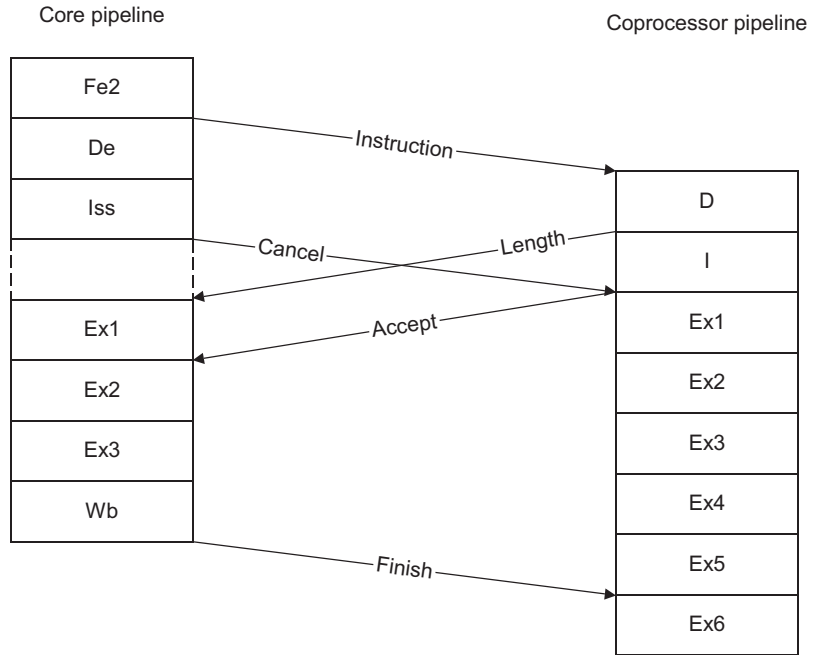 Core pipeline
Coprocessor pipeline
Fe2
De
Iss
Ex1
Ex2
Ex3
Wb
Instruction
Cancel
Length
Accept
Finish
D
I
Ex1
Ex2
Ex3
Ex4
Ex5
Ex6